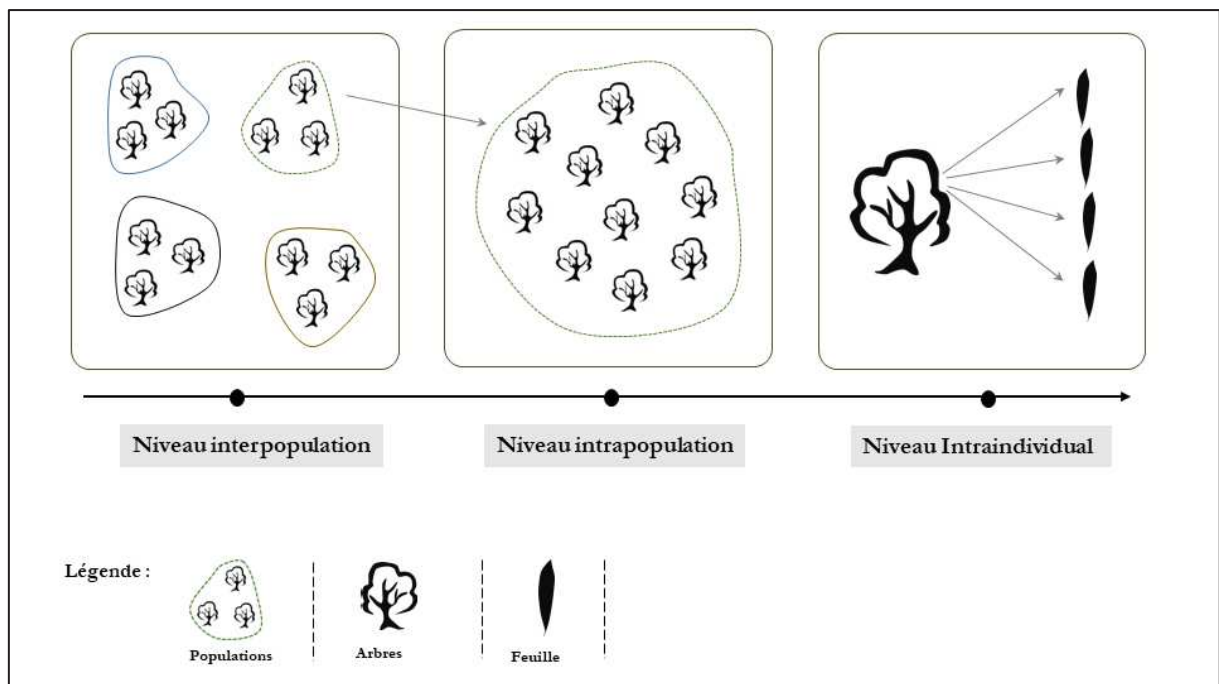 Niveau interpopulation
Niveau intrapopulation
Niveau Intraindividual
Légende :
Populations
Arbres
Feuille